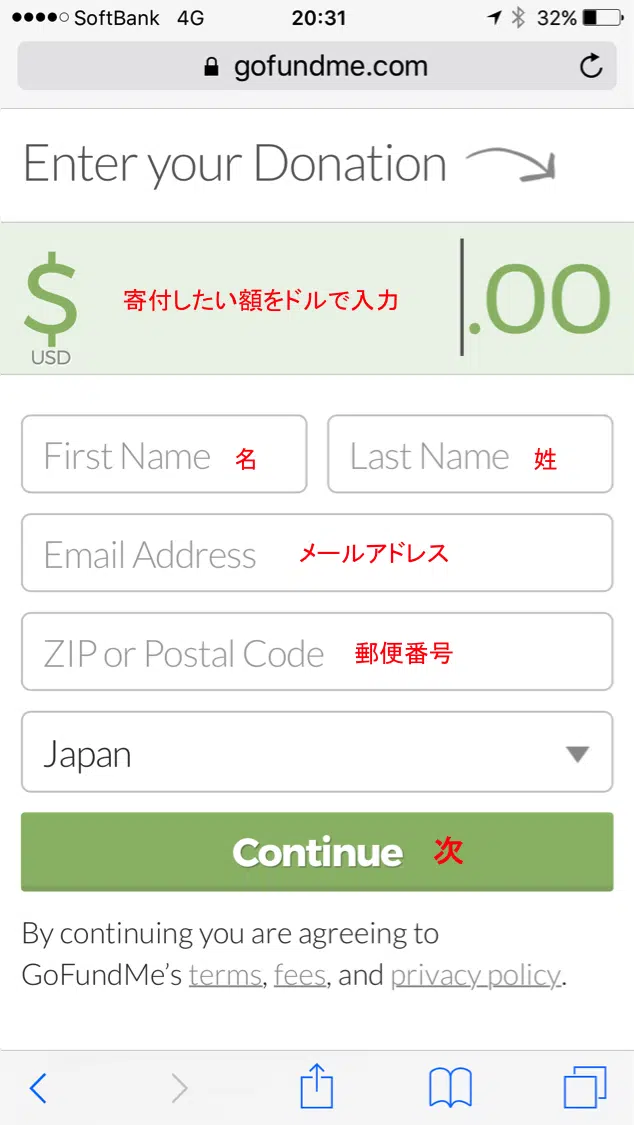 SoftBank 4G 20:31 32%
gofundme.com
Enter your Donation
$ 寄付したい額をドルで入力 .00
USD
First Name 名 Last Name 姓
Email Address メールアドレス
ZIP or Postal Code 郵便番号
Japan
Continue 次
By continuing you are agreeing to
GoFundMe's terms, fees, and privacy policy.